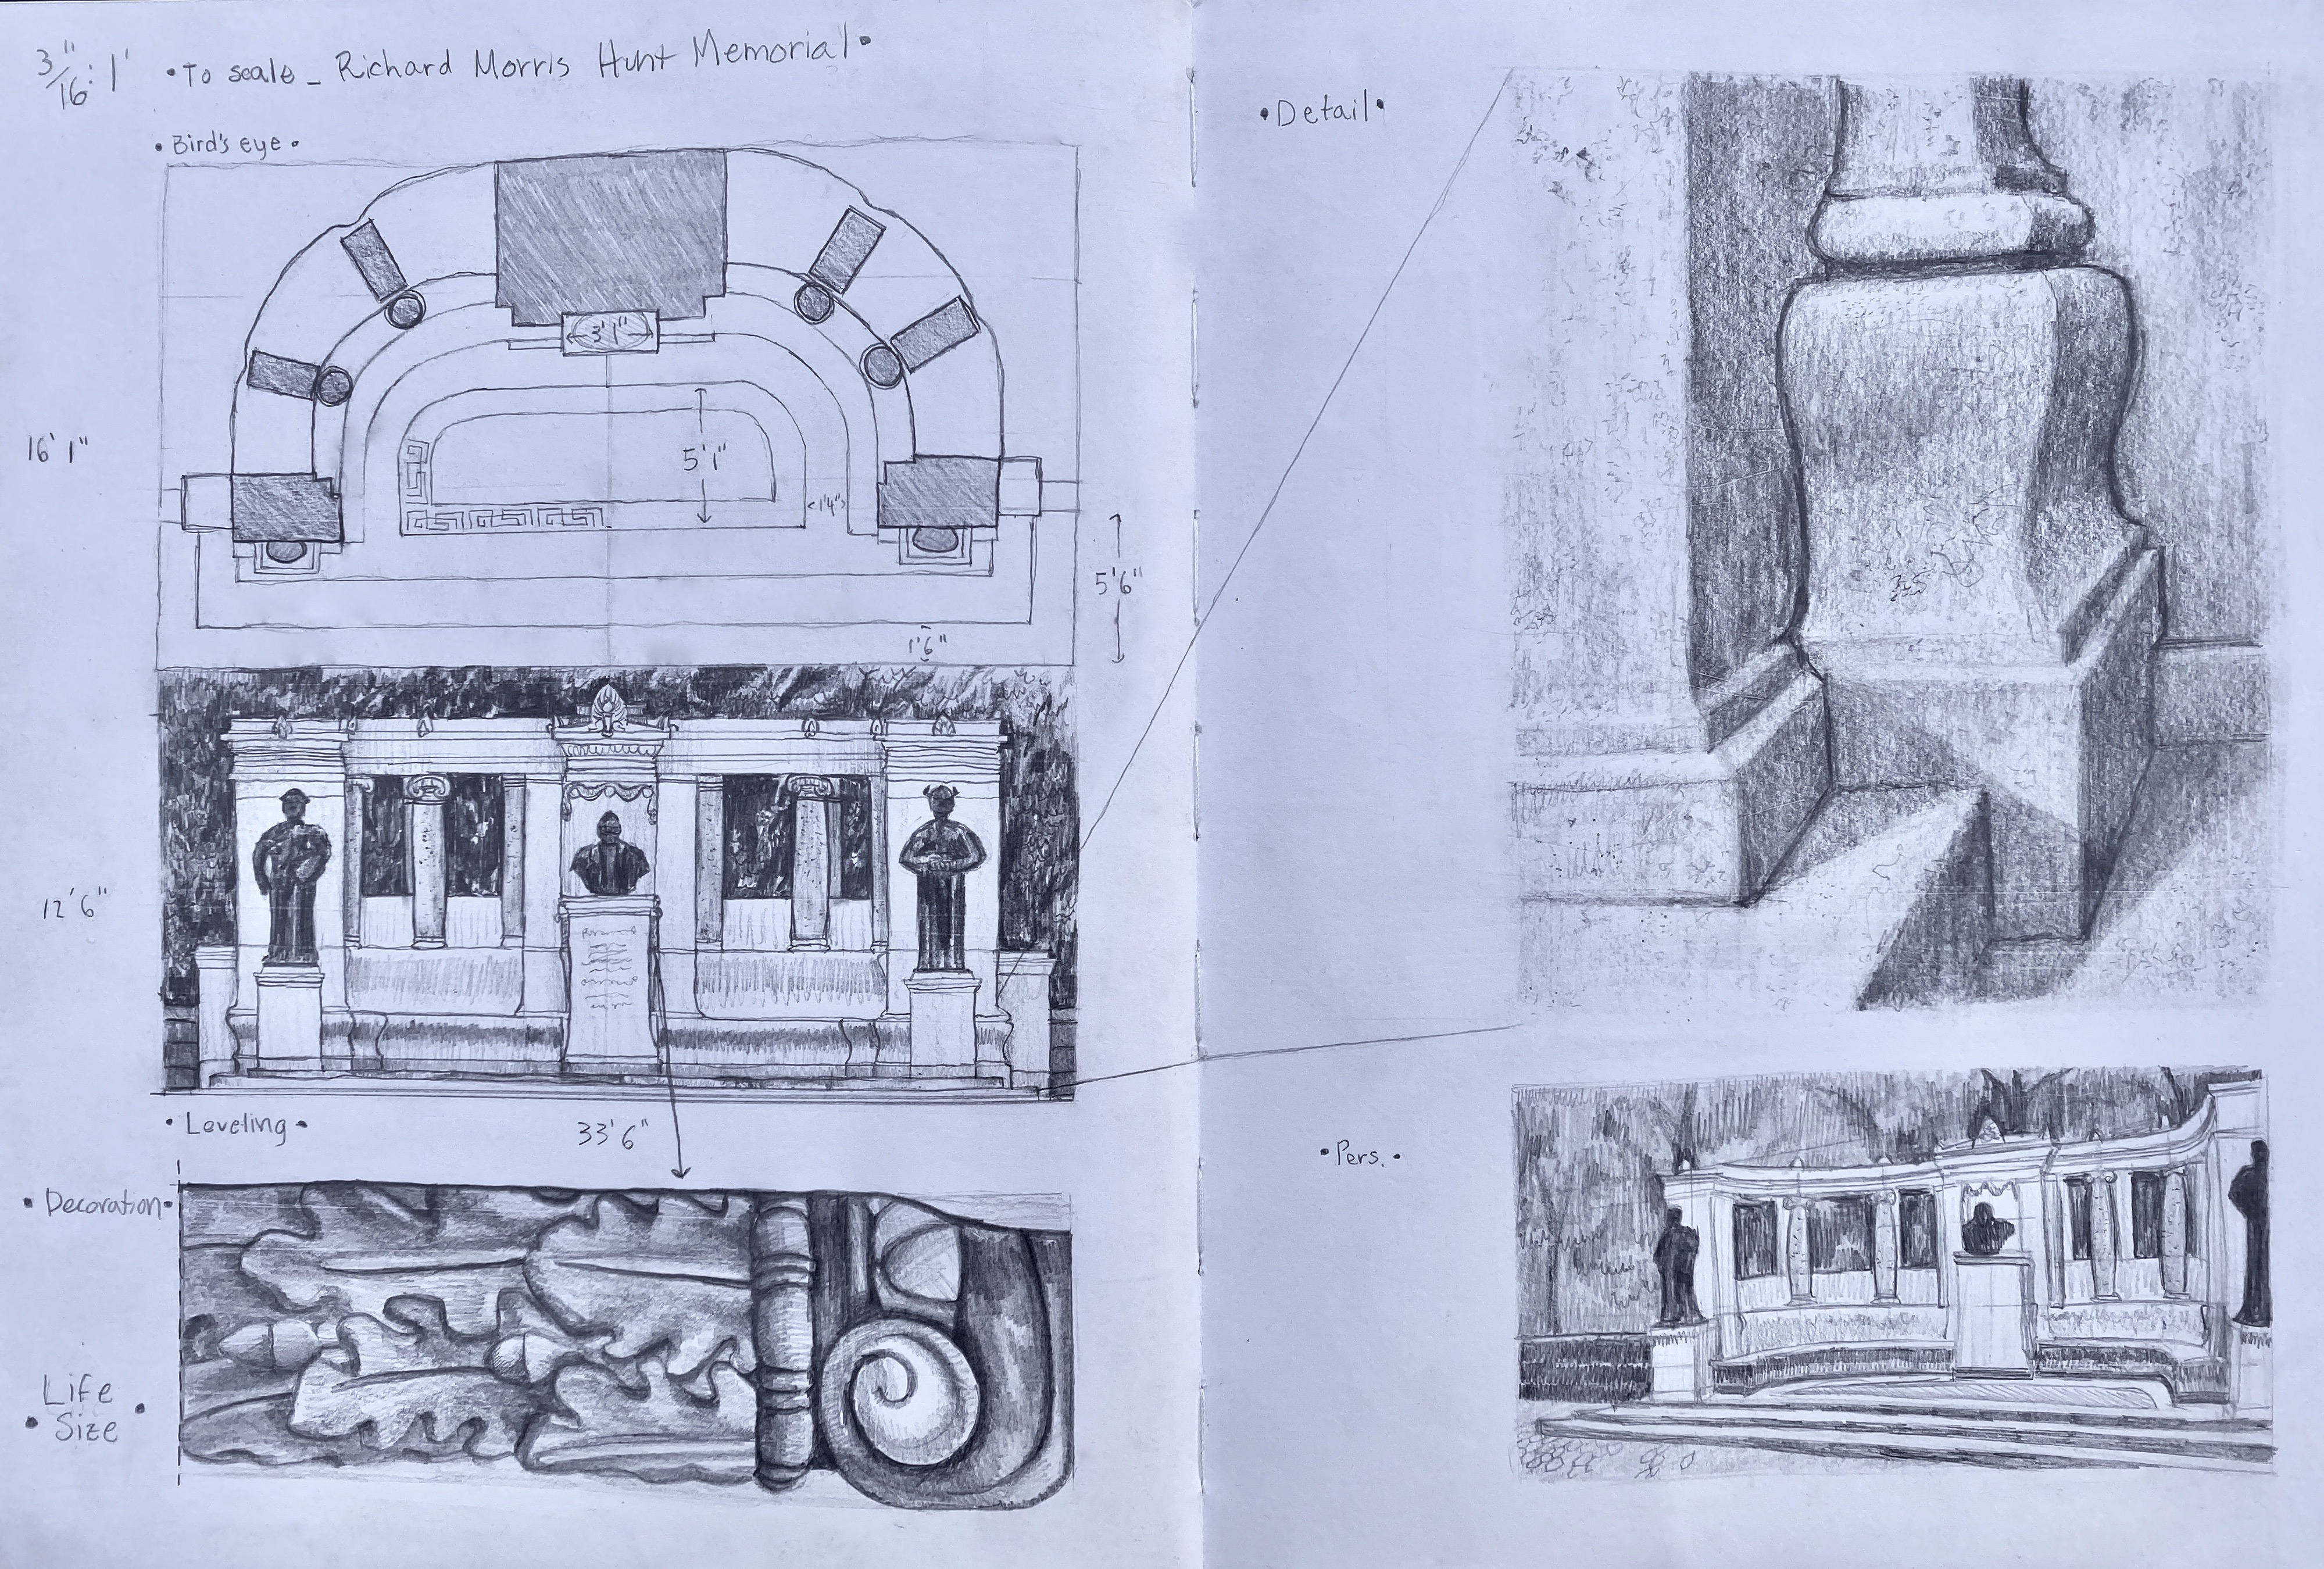 3/16" : 1'
•To scale_ Richard Morris Hunt Memorial•
•Bird's eye•
3'1"
5'1"
<1'4">
16' 1"
5'6"
1'6"
12'6"
•Leveling•
33'6"
•Decoration•
Life
•Size•
•Detail•
•Pers.•